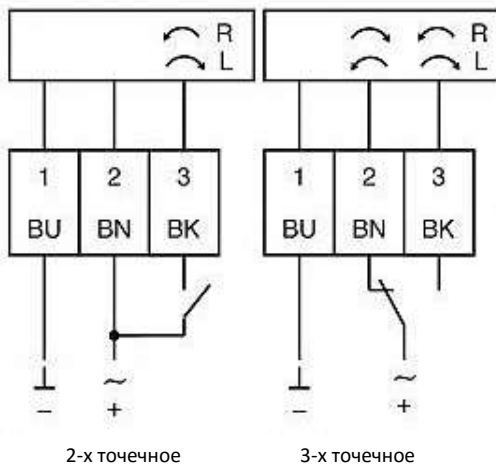 R R
L L
1 2 3 1 2 3
BU BN BK BU BN BK
~ ~
− + − +
2-х точечное 3-х точечное